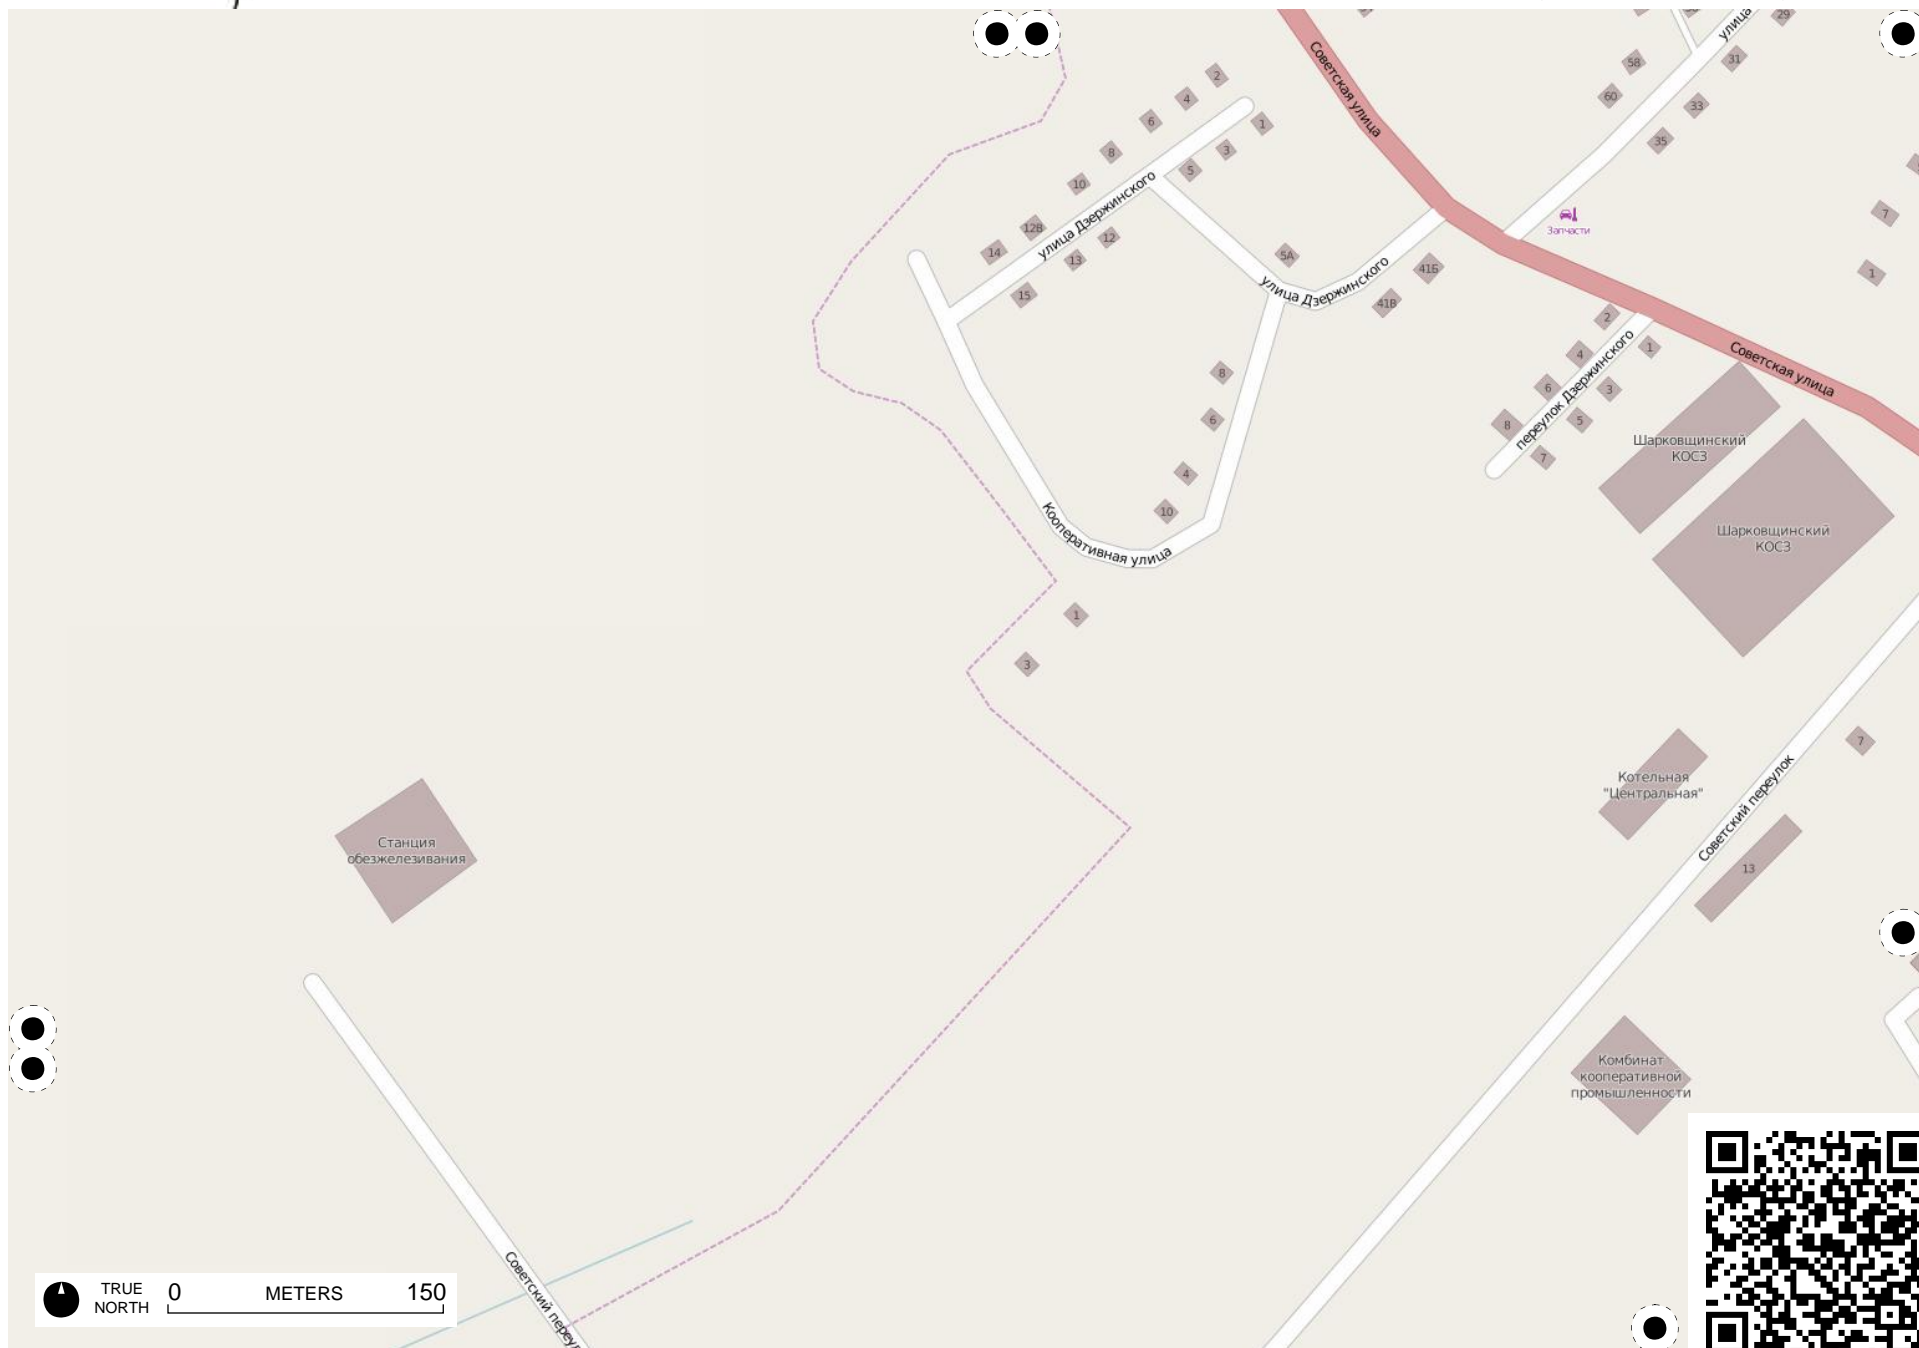 Советская улица
улица
29
31
58
60
33
35
2
4
6
8
10
12В
14
1
3
5
улица Дзержинского
12
13
15
7
1
Запчасти
5А
улица Дзержинского
41Б
41В
2
4
6
8
1
3
5
7
переулок Дзержинского
Советская улица
8
6
4
10
Кооперативная улица
Шарковщинский
КОСЗ
Шарковщинский
КОСЗ
1
3
7
Котельная
"Центральная"
Советский переулок
13
Станция
обезжелезивания
Комбинат
кооперативной
промышленности
Советский переул
TRUE
NORTH
0 METERS 150